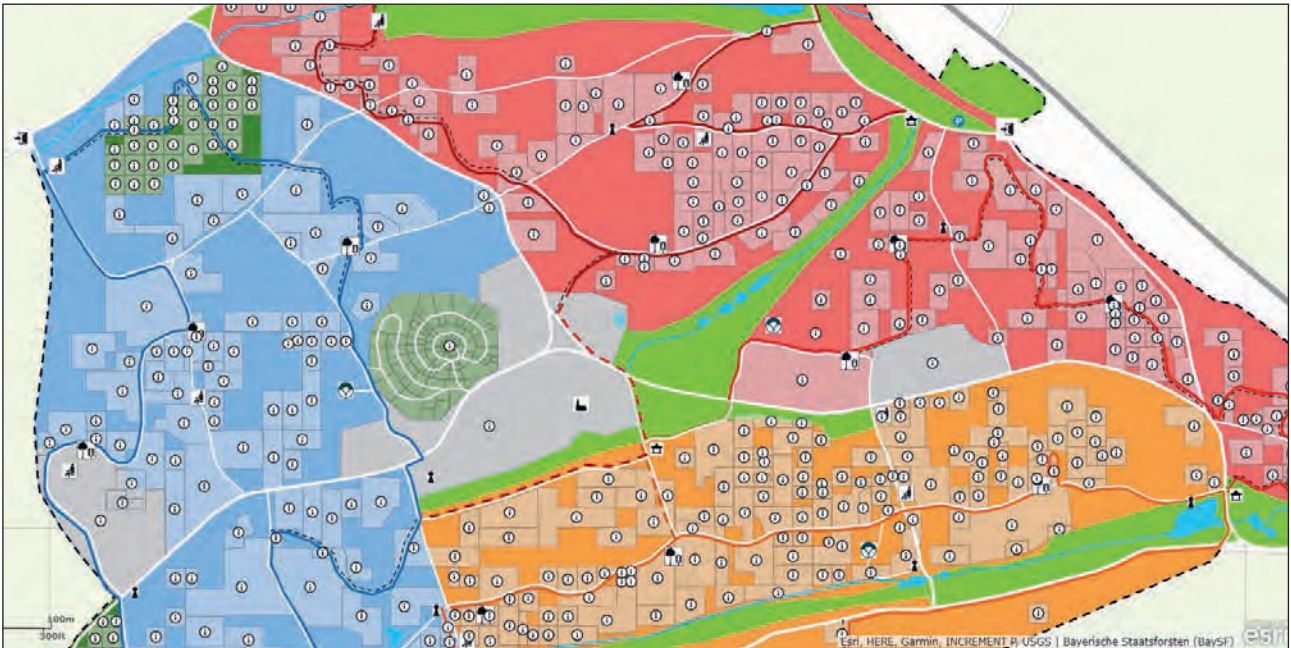 P
100m
300ft
Esri, HERE, Garmin, INCREMENT P, USGS | Bayerische Staatsforsten (BaySF)
esri